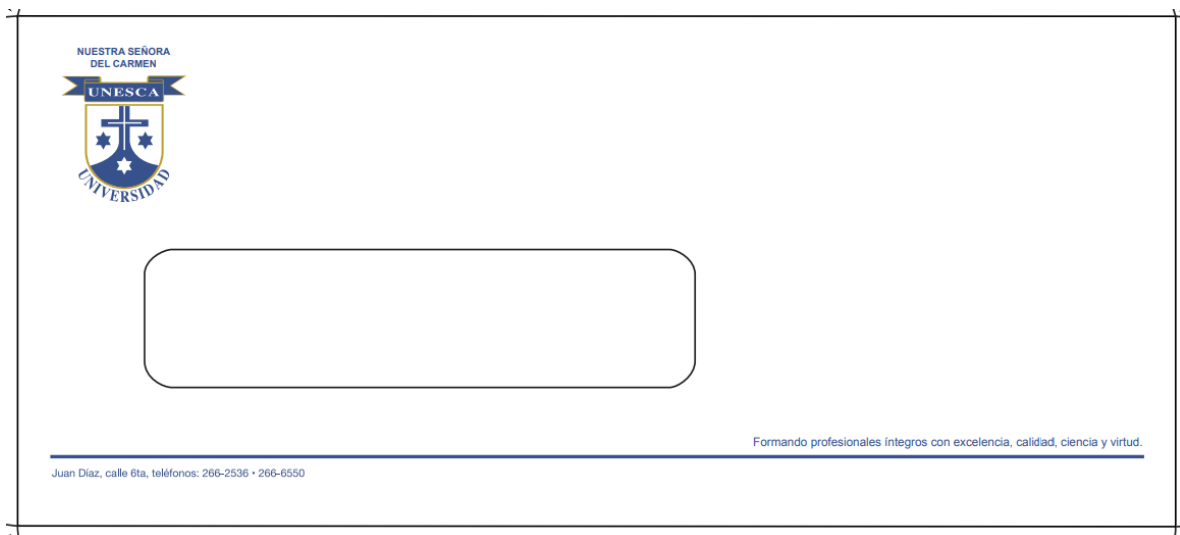 NUESTRA SEÑORA
DEL CARMEN
UNESCA
UNIVERSIDAD
Formando profesionales íntegros con excelencia, calidad, ciencia y virtud.
Juan Díaz, calle 6ta, teléfonos: 266-2536 • 266-6550